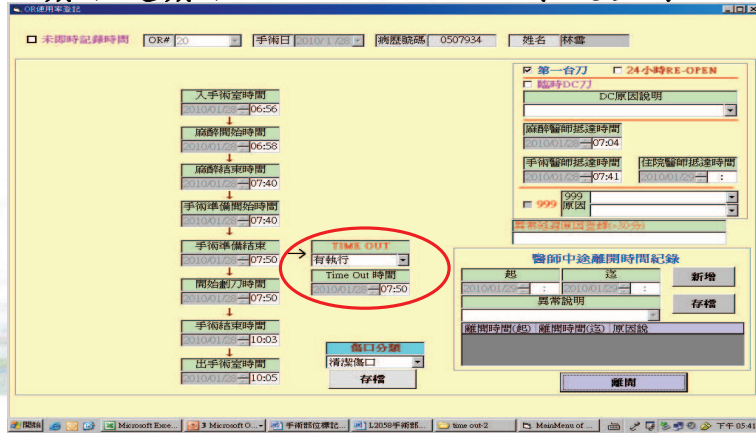 OR使用率登記
未即時記錄時間 OR# 20 手術日 2010/1/28 病歷號碼 0507934 姓名 林雪
第一台刀 24小時RE-OPEN
臨時DC刀
DC原因說明
入手術室時間
2010/01/28 06:56
麻醉開始時間
2010/01/28 06:58
麻醉結束時間
2010/01/28 07:40
手術準備開始時間
2010/01/28 07:40
手術準備結束
2010/01/28 07:50
開始劃刀時間
2010/01/28 07:50
手術結束時間
2010/01/28 10:03
出手術室時間
2010/01/28 10:05
TIME OUT
有執行
Time Out 時間
2010/01/28 07:50
傷口分類
清潔傷口
存檔
麻醉醫師抵達時間
2010/01/28 07:04
手術醫師抵達時間 住院醫師抵達時間
2010/01/28 07:41 2010/01/29 :
999 999原因
醫師中途離開時間紀錄
起 迄 新增
2010/01/29 : 2010/01/29 :
異常說明 存檔
離開時間(起) 離開時間(迄) 原因說
離開
開始 Microsoft Exce... 3 Microsoft O... 手術部位標記... L2058手術部... time out-2 MainMenu of ... 下午 05:41